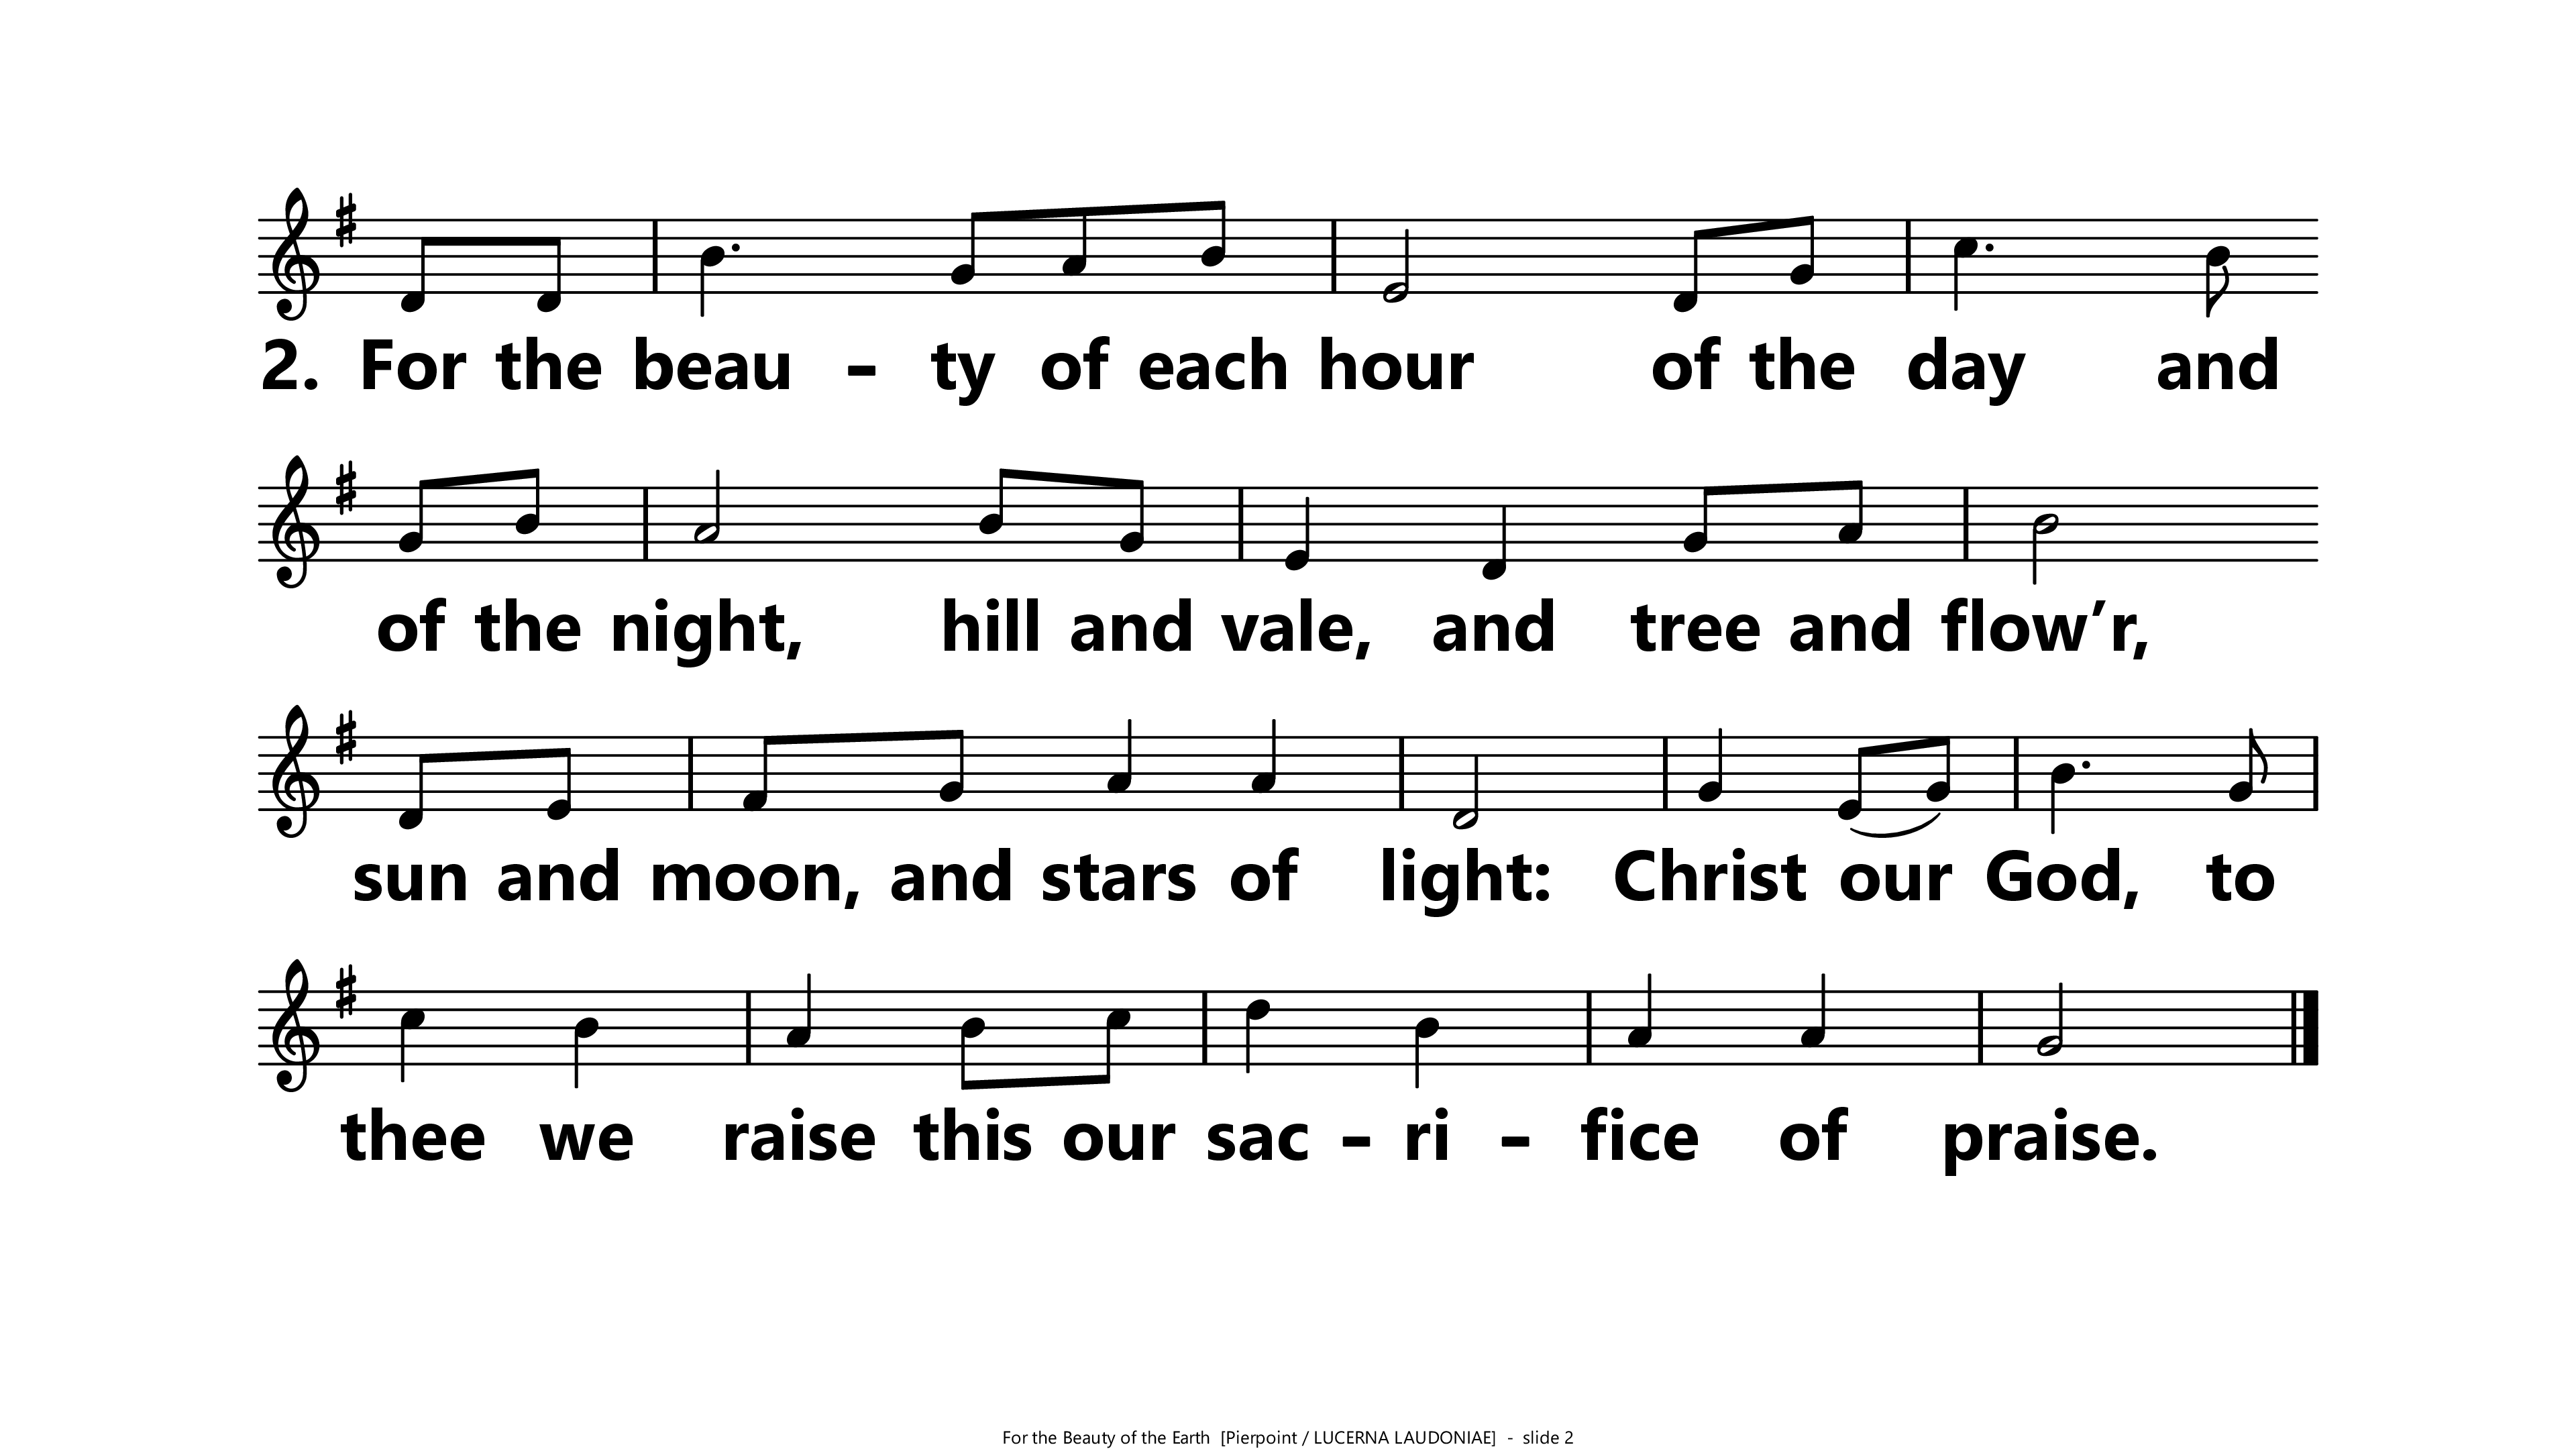 2. For the beau - ty of each hour of the day and
of the night, hill and vale, and tree and flow’r,
sun and moon, and stars of light: Christ our God, to
thee we raise this our sac - ri - fice of praise.
For the Beauty of the Earth [Pierpoint / LUCERNA LAUDONIAE] - slide 2